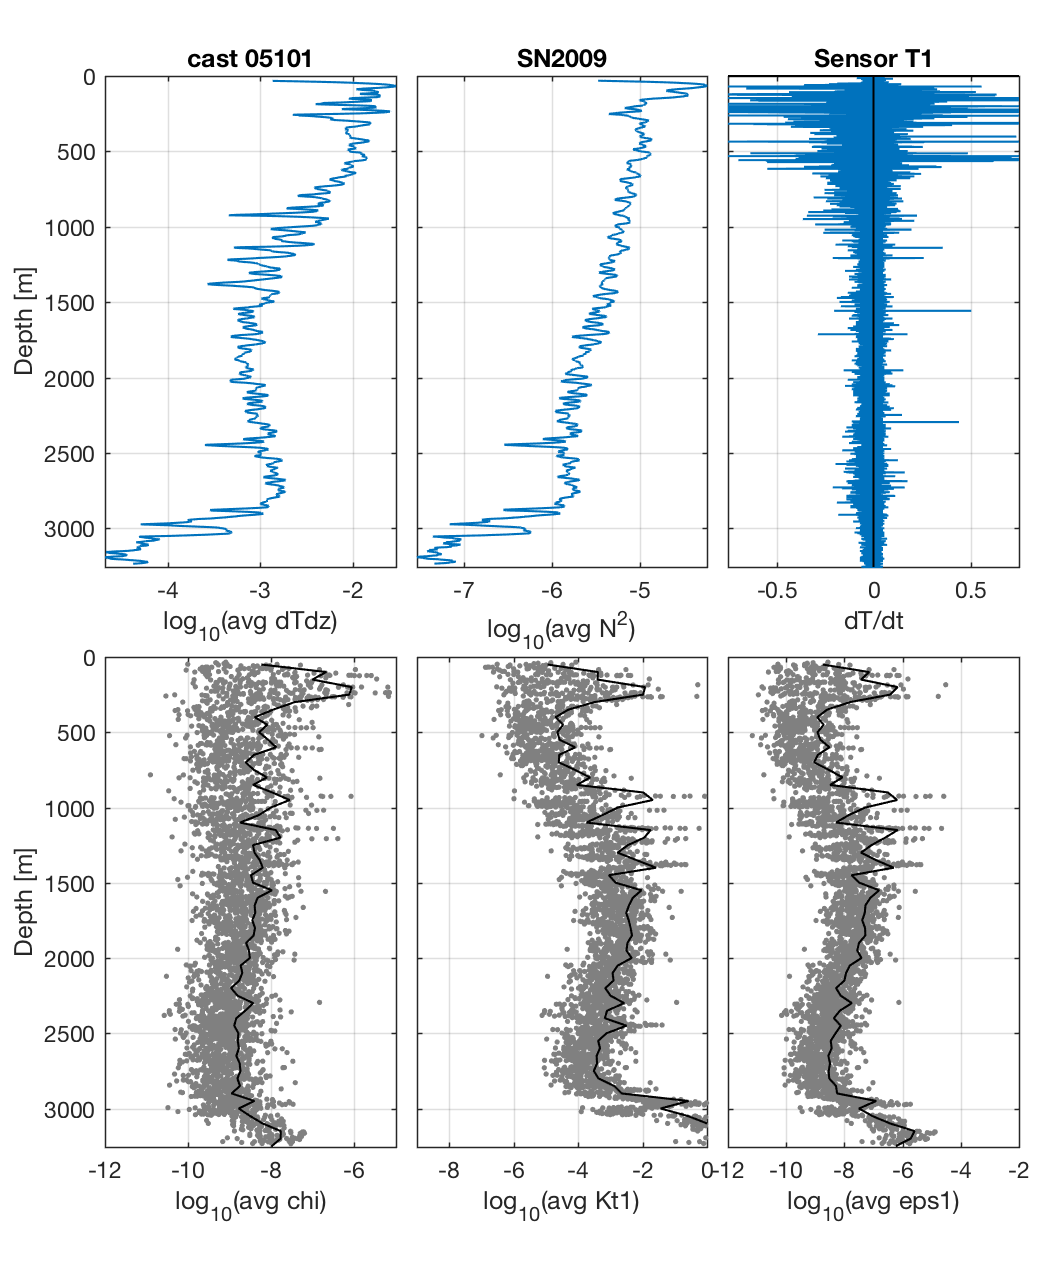 cast 05101 SN2009 Sensor T1
0
500
1000
1500
2000
2500
3000
Depth [m]
-4 -3 -2 -7 -6 -5 -0.5 0 0.5
log10(avg dTdz) log10(avg N2) dT/dt
0
500
1000
1500
2000
2500
3000
Depth [m]
-12 -10 -8 -6 -8 -6 -4 -2 0 -12 -10 -8 -6 -4 -2
log10(avg chi) log10(avg Kt1) log10(avg eps1)